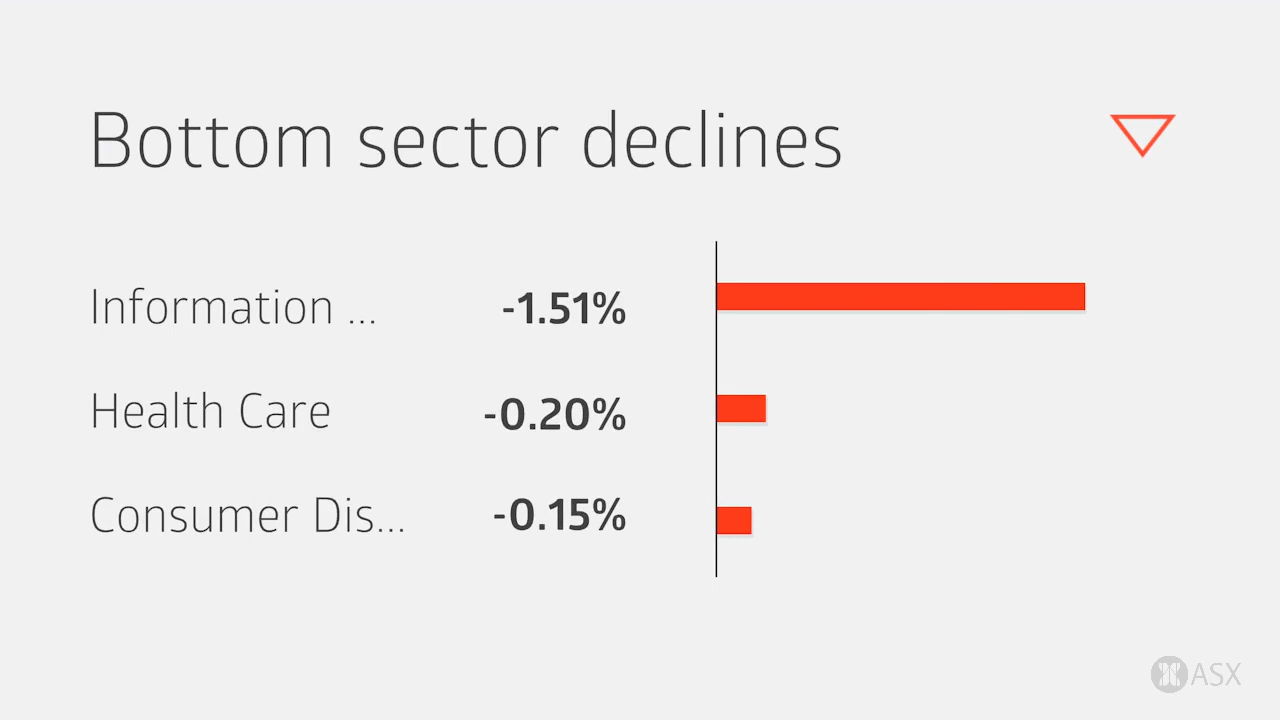 Bottom sector declines
Information ... -1.51%
Health Care -0.20%
Consumer Dis... -0.15%
ASX